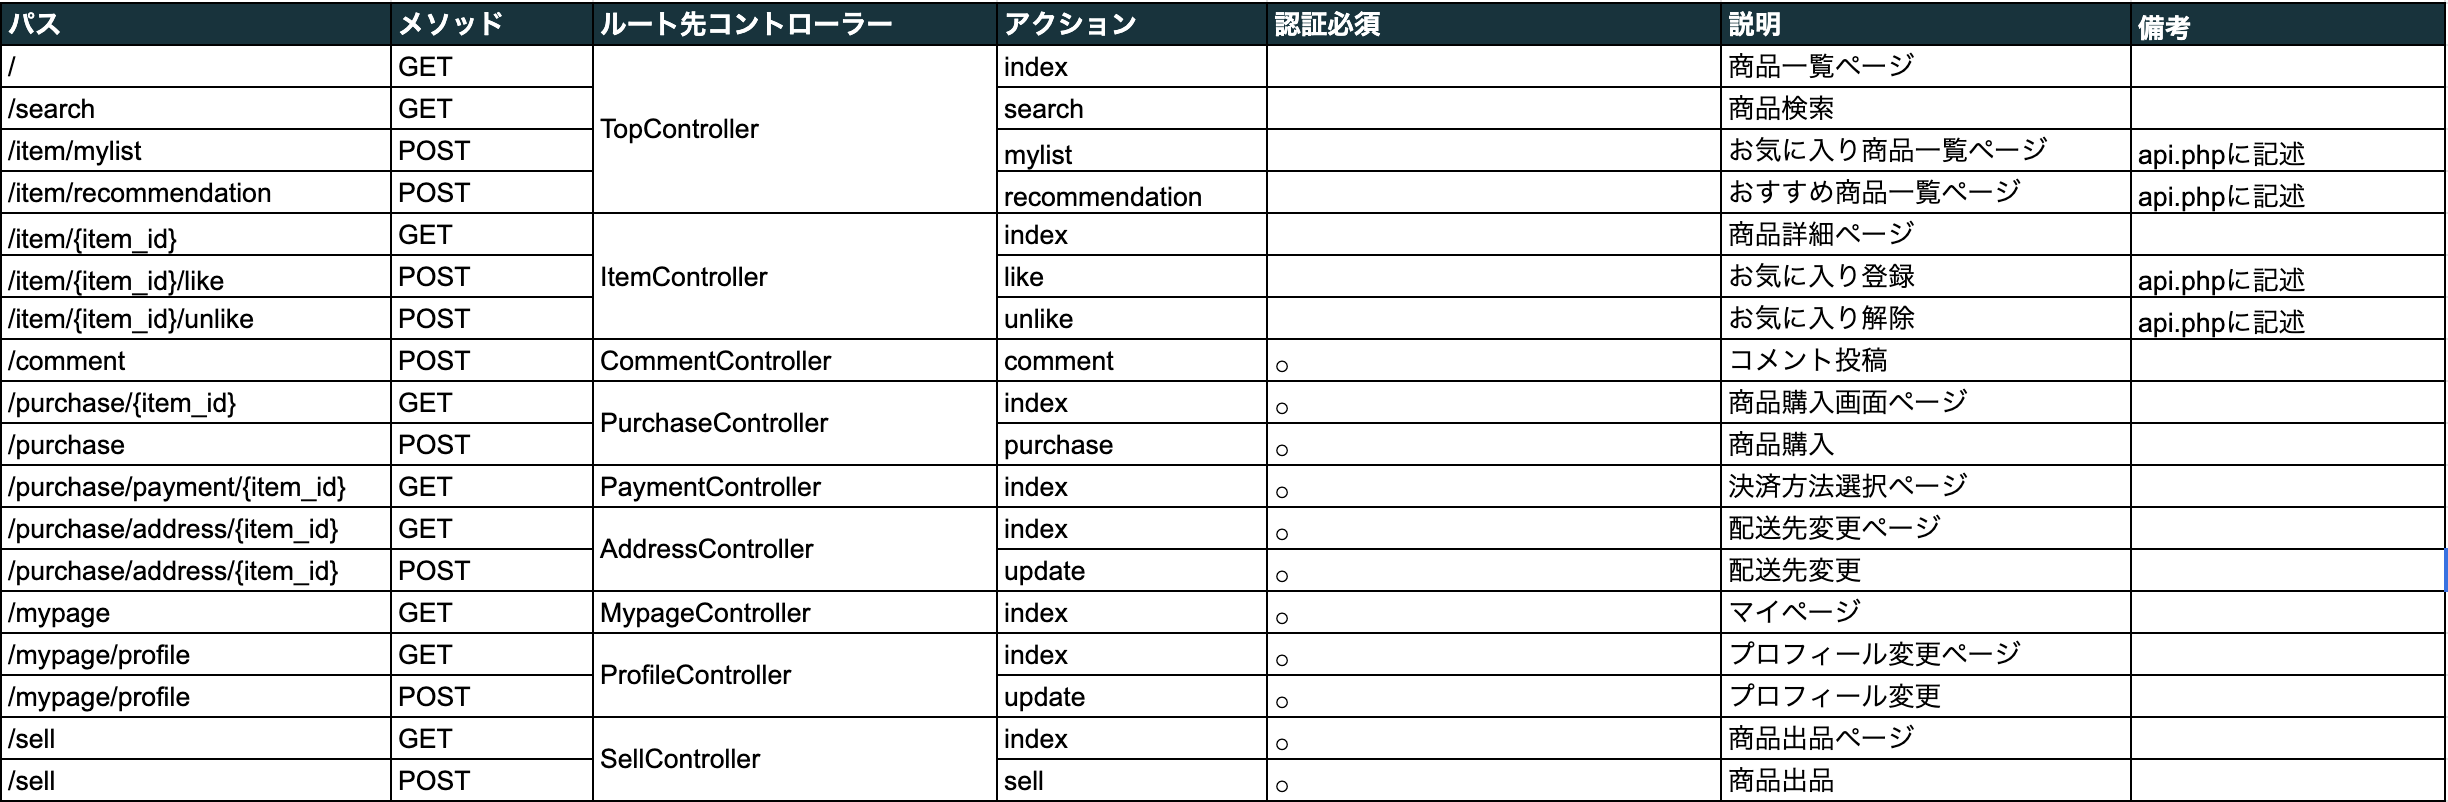 パス メソッド ルート先コントローラー アクション 認証必須 説明 備考
/ GET TopController index 商品一覧ページ
/search GET search 商品検索
/item/mylist POST mylist お気に入り商品一覧ページ api.phpに記述
/item/recommendation POST recommendation おすすめ商品一覧ページ api.phpに記述
/item/{item_id} GET ItemController index 商品詳細ページ
/item/{item_id}/like POST like お気に入り登録 api.phpに記述
/item/{item_id}/unlike POST unlike お気に入り解除 api.phpに記述
/comment POST CommentController comment ○ コメント投稿
/purchase/{item_id} GET PurchaseController index ○ 商品購入画面ページ
/purchase POST purchase ○ 商品購入
/purchase/payment/{item_id} GET PaymentController index ○ 決済方法選択ページ
/purchase/address/{item_id} GET AddressController index ○ 配送先変更ページ
/purchase/address/{item_id} POST update ○ 配送先変更
/mypage GET MypageController index ○ マイページ
/mypage/profile GET ProfileController index ○ プロフィール変更ページ
/mypage/profile POST update ○ プロフィール変更
/sell GET SellController index ○ 商品出品ページ
/sell POST sell ○ 商品出品